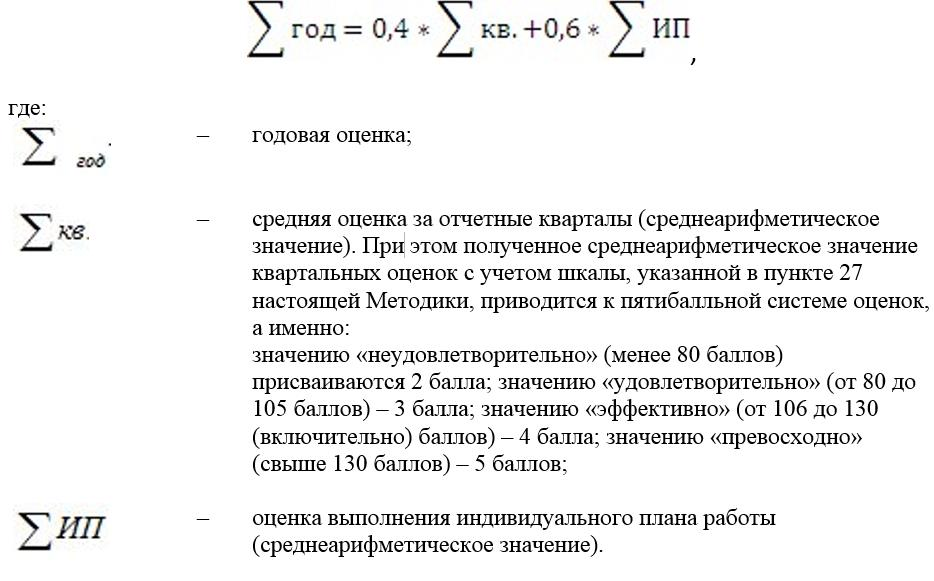 ∑ год = 0,4 * ∑ кв. +0,6 * ∑ ИП ,
где:
∑ год. – годовая оценка;
∑ кв. – средняя оценка за отчетные кварталы (среднеарифметическое
значение). При этом полученное среднеарифметическое значение
квартальных оценок с учетом шкалы, указанной в пункте 27
настоящей Методики, приводится к пятибалльной системе оценок,
а именно:
значению «неудовлетворительно» (менее 80 баллов)
присваиваются 2 балла; значению «удовлетворительно» (от 80 до
105 баллов) – 3 балла; значению «эффективно» (от 106 до 130
(включительно) баллов) – 4 балла; значению «превосходно»
(свыше 130 баллов) – 5 баллов;
∑ ИП – оценка выполнения индивидуального плана работы
(среднеарифметическое значение).